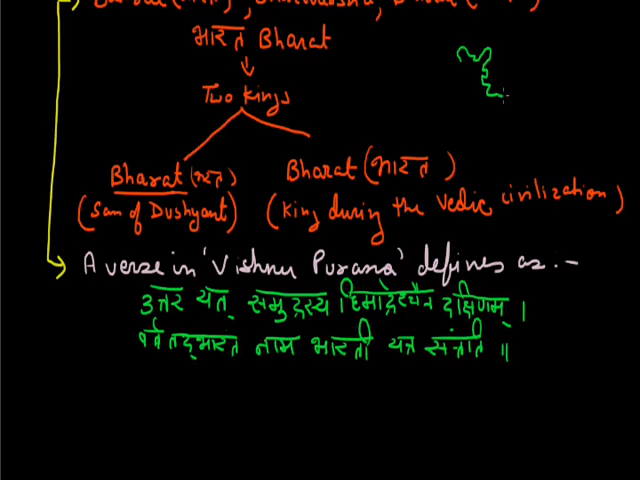 भारत Bharat
Two Kings
Bharat (भरत) Bharat (भारत)
(Son of Dushyant) (King during the Vedic civilization)
A verse in 'Vishnu Purana' defines as :-
उत्तर यत् समुद्रस्य । हिमाद्रेश्चैव दक्षिणम् ।
वर्ष तद् भारतं नाम भारती यत्र संतति ॥